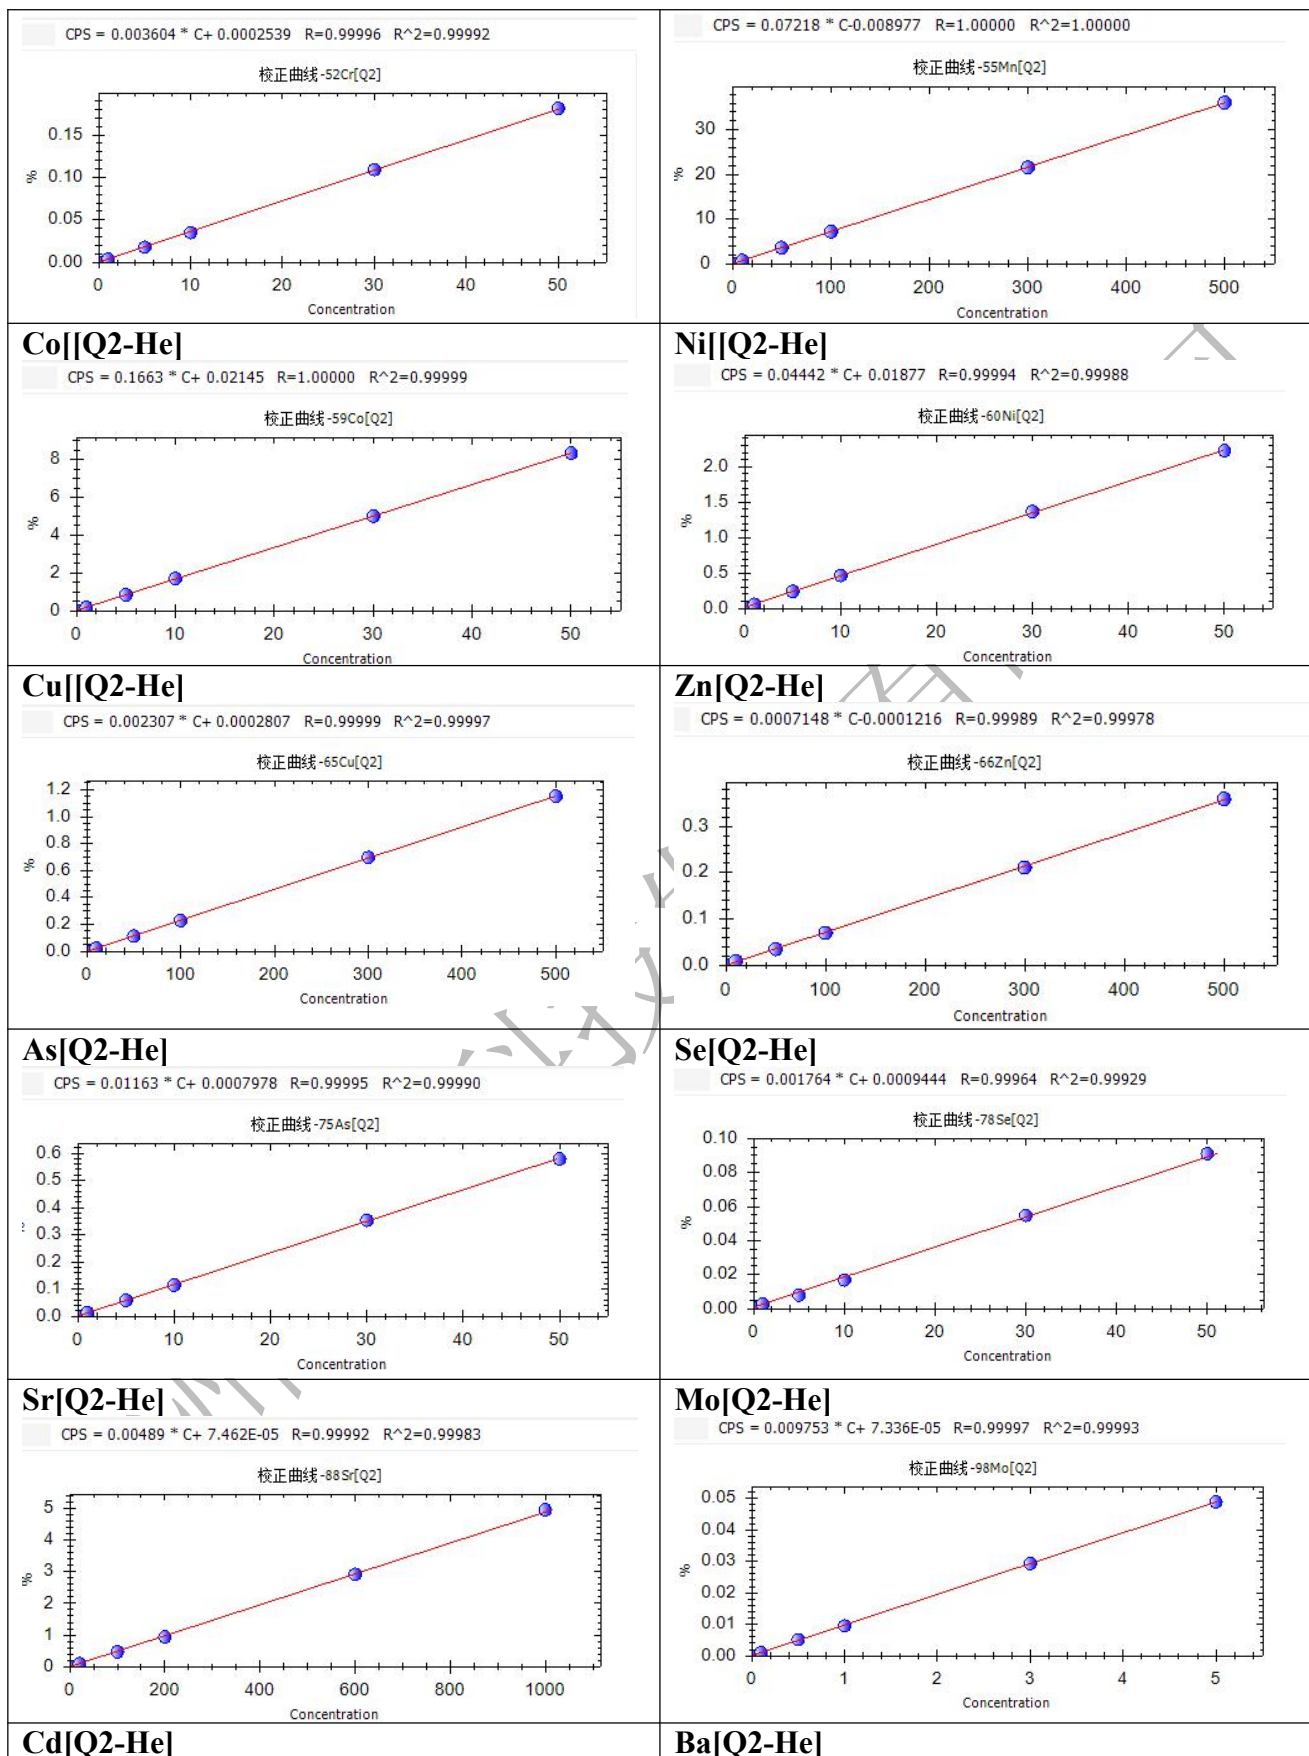 CPS = 0.003604 * C+ 0.0002539 R=0.99996 R^2=0.99992
校正曲线-52Cr[Q2]
0.15
0.10
0.05
0.00
%
0 10 20 30 40 50
Concentration
CPS = 0.07218 * C-0.008977 R=1.00000 R^2=1.00000
校正曲线-55Mn[Q2]
30
20
10
0
%
0 100 200 300 400 500
Concentration
Co[[Q2-He]
CPS = 0.1663 * C+ 0.02145 R=1.00000 R^2=0.99999
校正曲线-59Co[Q2]
8
6
4
2
0
%
0 10 20 30 40 50
Concentration
Ni[[Q2-He]
CPS = 0.04442 * C+ 0.01877 R=0.99994 R^2=0.99988
校正曲线-60Ni[Q2]
2.0
1.5
1.0
0.5
0.0
%
0 10 20 30 40 50
Concentration
Cu[[Q2-He]
CPS = 0.002307 * C+ 0.0002807 R=0.99999 R^2=0.99997
校正曲线-65Cu[Q2]
1.2
1.0
0.8
0.6
0.4
0.2
0.0
%
0 100 200 300 400 500
Concentration
Zn[Q2-He]
CPS = 0.0007148 * C-0.0001216 R=0.99989 R^2=0.99978
校正曲线-66Zn[Q2]
0.3
0.2
0.1
0.0
0 100 200 300 400 500
Concentration
As[Q2-He]
CPS = 0.01163 * C+ 0.0007978 R=0.99995 R^2=0.99990
校正曲线-75As[Q2]
0.6
0.5
0.4
0.3
0.2
0.1
0.0
0 10 20 30 40 50
Concentration
Se[Q2-He]
CPS = 0.001764 * C+ 0.0009444 R=0.99964 R^2=0.99929
校正曲线-78Se[Q2]
0.10
0.08
0.06
0.04
0.02
0.00
%
0 10 20 30 40 50
Concentration
Sr[Q2-He]
CPS = 0.00489 * C+ 7.462E-05 R=0.99992 R^2=0.99983
校正曲线-88Sr[Q2]
5
4
3
2
1
0
%
0 200 400 600 800 1000
Concentration
Mo[Q2-He]
CPS = 0.009753 * C+ 7.336E-05 R=0.99997 R^2=0.99993
校正曲线-98Mo[Q2]
0.05
0.04
0.03
0.02
0.01
0.00
%
0 1 2 3 4 5
Concentration
Cd[Q2-He]
Ba[Q2-He]